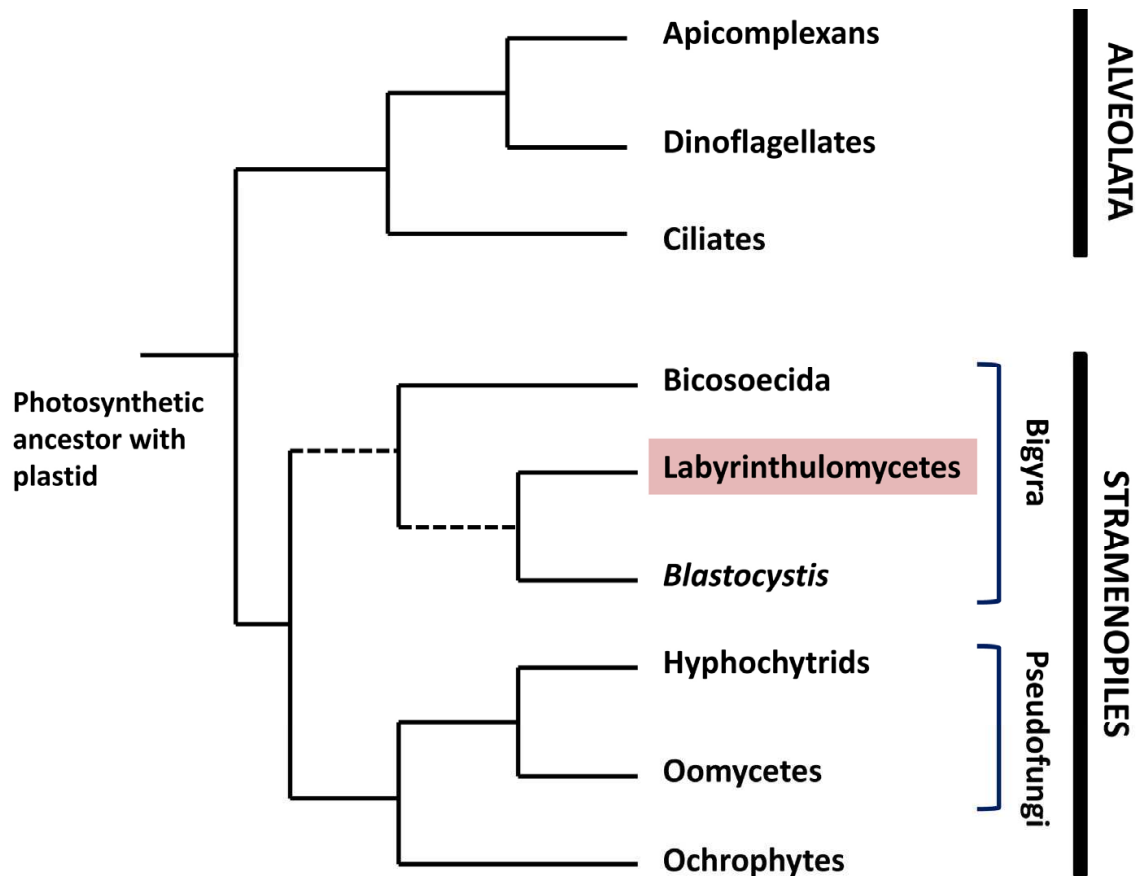 Apicomplexans
Dinoflagellates
Ciliates
ALVEOLATA
Photosynthetic
ancestor with
plastid
Bicosoecida
Labyrinthulomycetes
Blastocystis
Bigyra
Hyphochytrids
Oomycetes
Pseudofungi
Ochrophytes
STRAMENOPILES